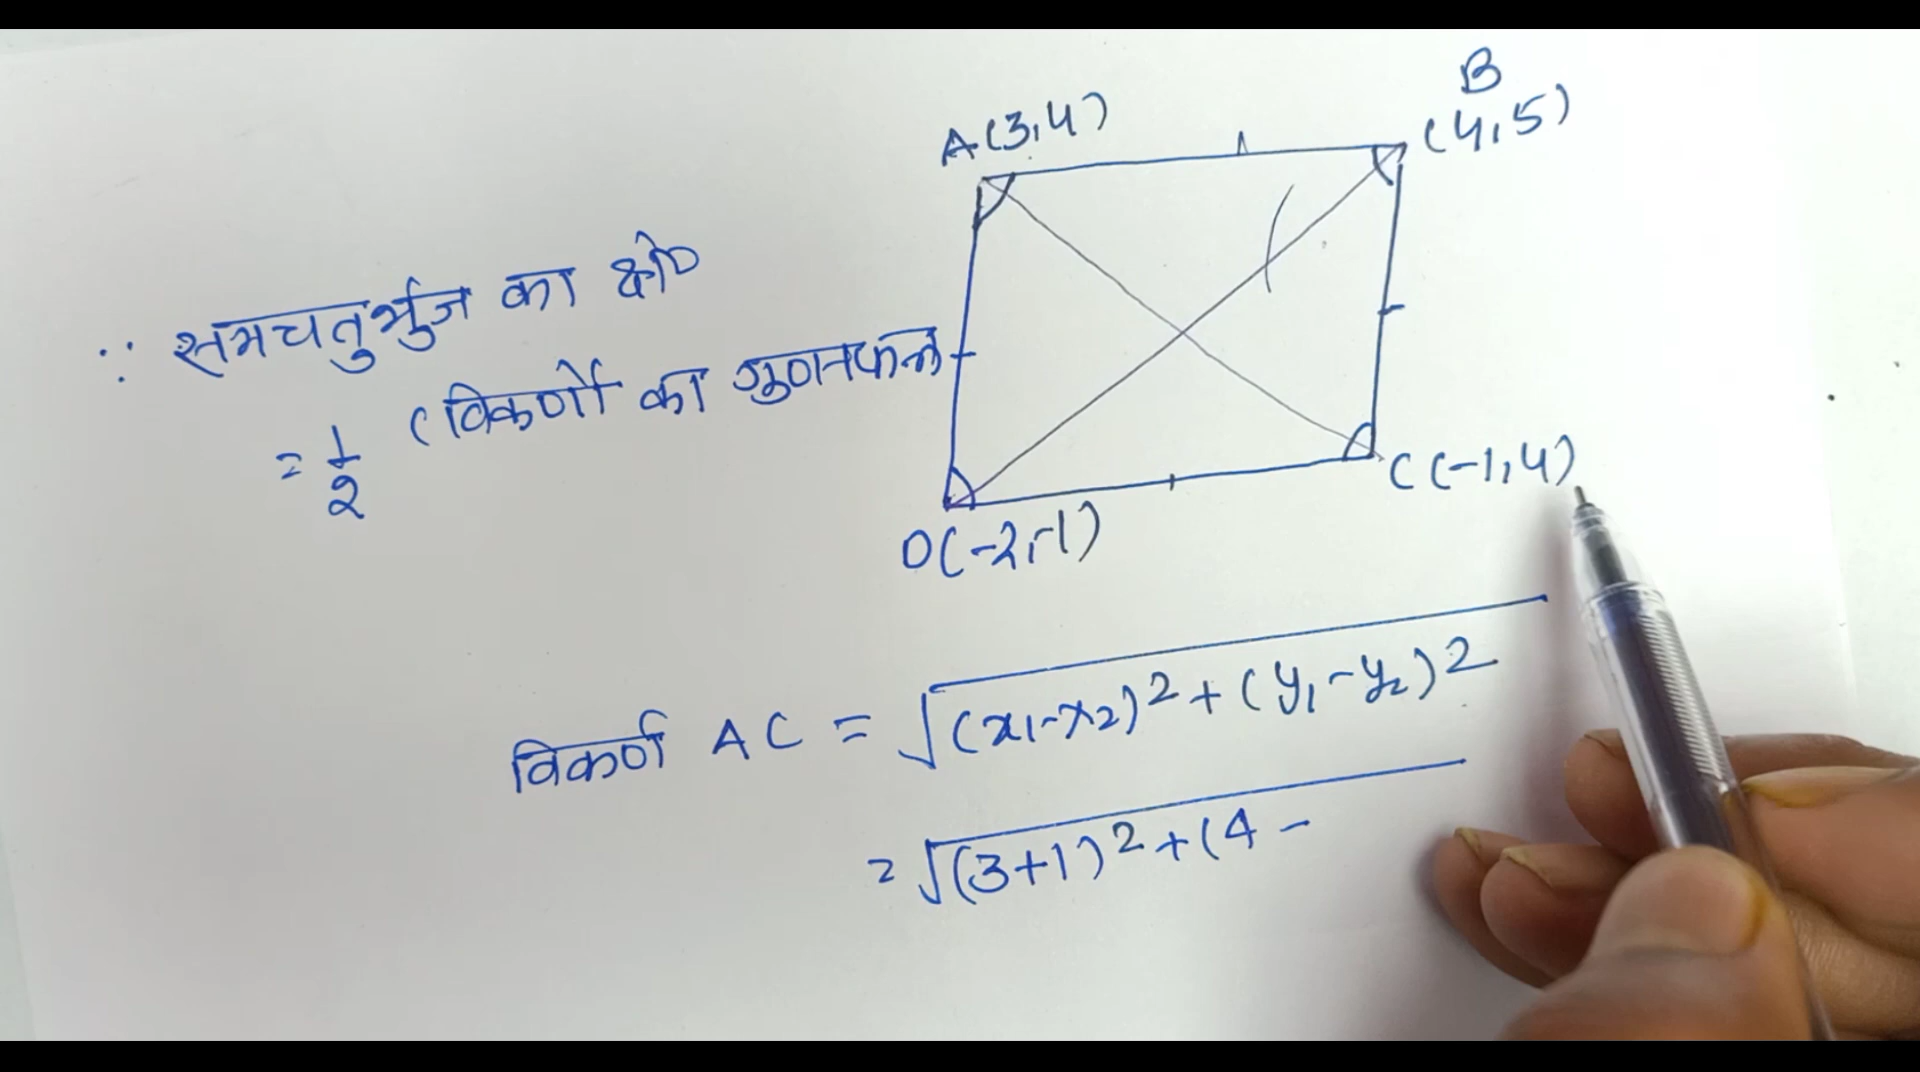 A(3,4)
B
(4,5)
∵ समचतुर्भुज का क्षे०
= 1/2 (विकर्णों का गुणनफल
C(-1,4)
D(-2,-1)
विकर्ण AC = √(x₁-x₂)² + (y₁-y₂)²
= √(3+1)² + (4 -